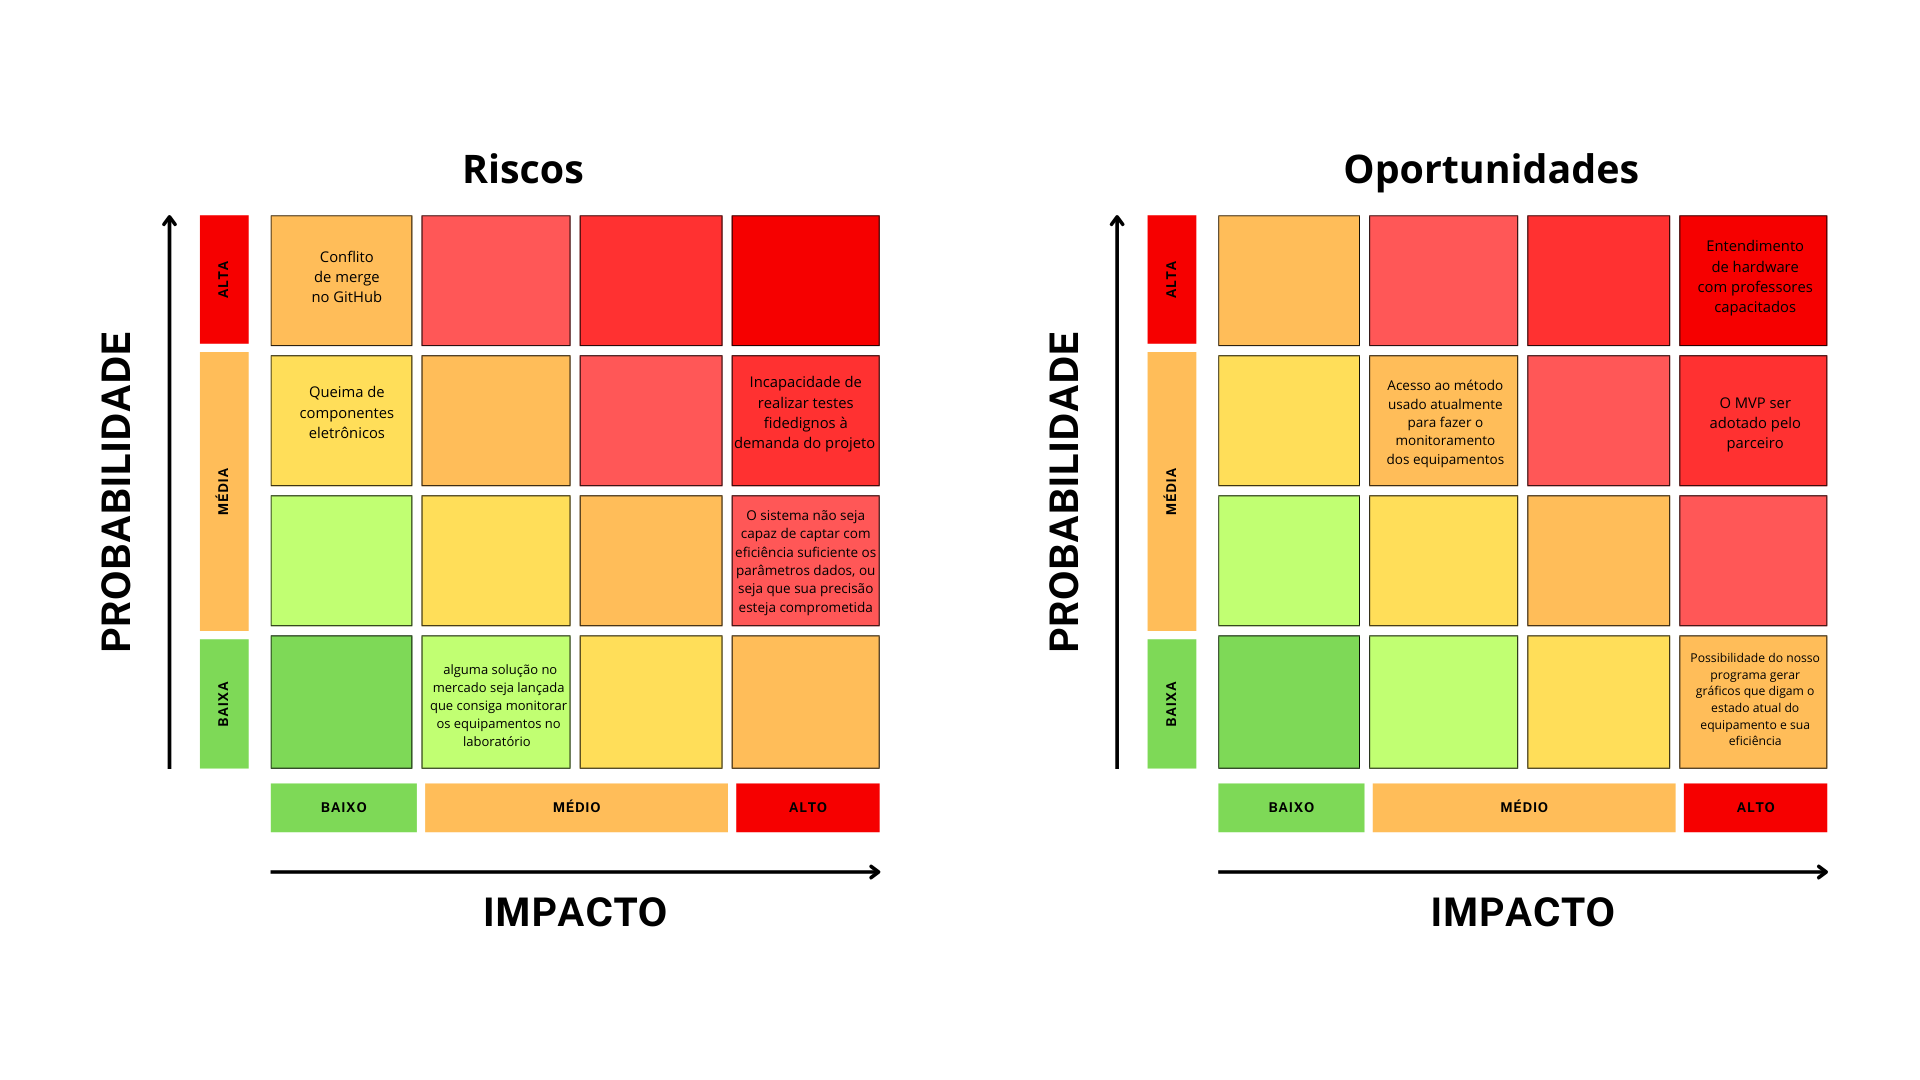 Riscos
PROBABILIDADE
ALTA
MÉDIA
BAIXA
Conflito
de merge
no GitHub
Queima de
componentes
eletrônicos
Incapacidade de
realizar testes
fidedignos à
demanda do projeto
O sistema não seja
capaz de captar com
eficiência suficiente os
parâmetros dados, ou
seja que sua precisão
esteja comprometida
alguma solução no
mercado seja lançada
que consiga monitorar
os equipamentos no
laboratório
BAIXO
MÉDIO
ALTO
IMPACTO
Oportunidades
PROBABILIDADE
ALTA
MÉDIA
BAIXA
Entendimento
de hardware
com professores
capacitados
Acesso ao método
usado atualmente
para fazer o
monitoramento
dos equipamentos
O MVP ser
adotado pelo
parceiro
Possibilidade do nosso
programa gerar
gráficos que digam o
estado atual do
equipamento e sua
eficiência
BAIXO
MÉDIO
ALTO
IMPACTO